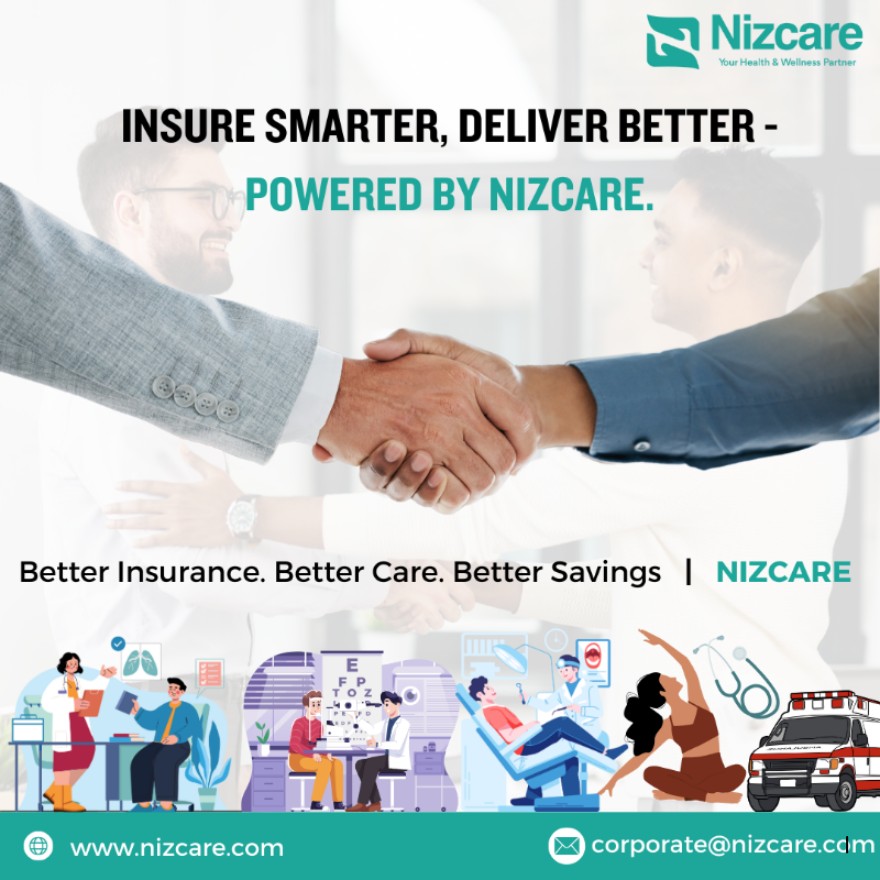 Nizcare
Your Health & Wellness Partner
INSURE SMARTER, DELIVER BETTER -
POWERED BY NIZCARE.
Better Insurance. Better Care. Better Savings | NIZCARE
E
F P
T O Z
www.nizcare.com
corporate@nizcare.com